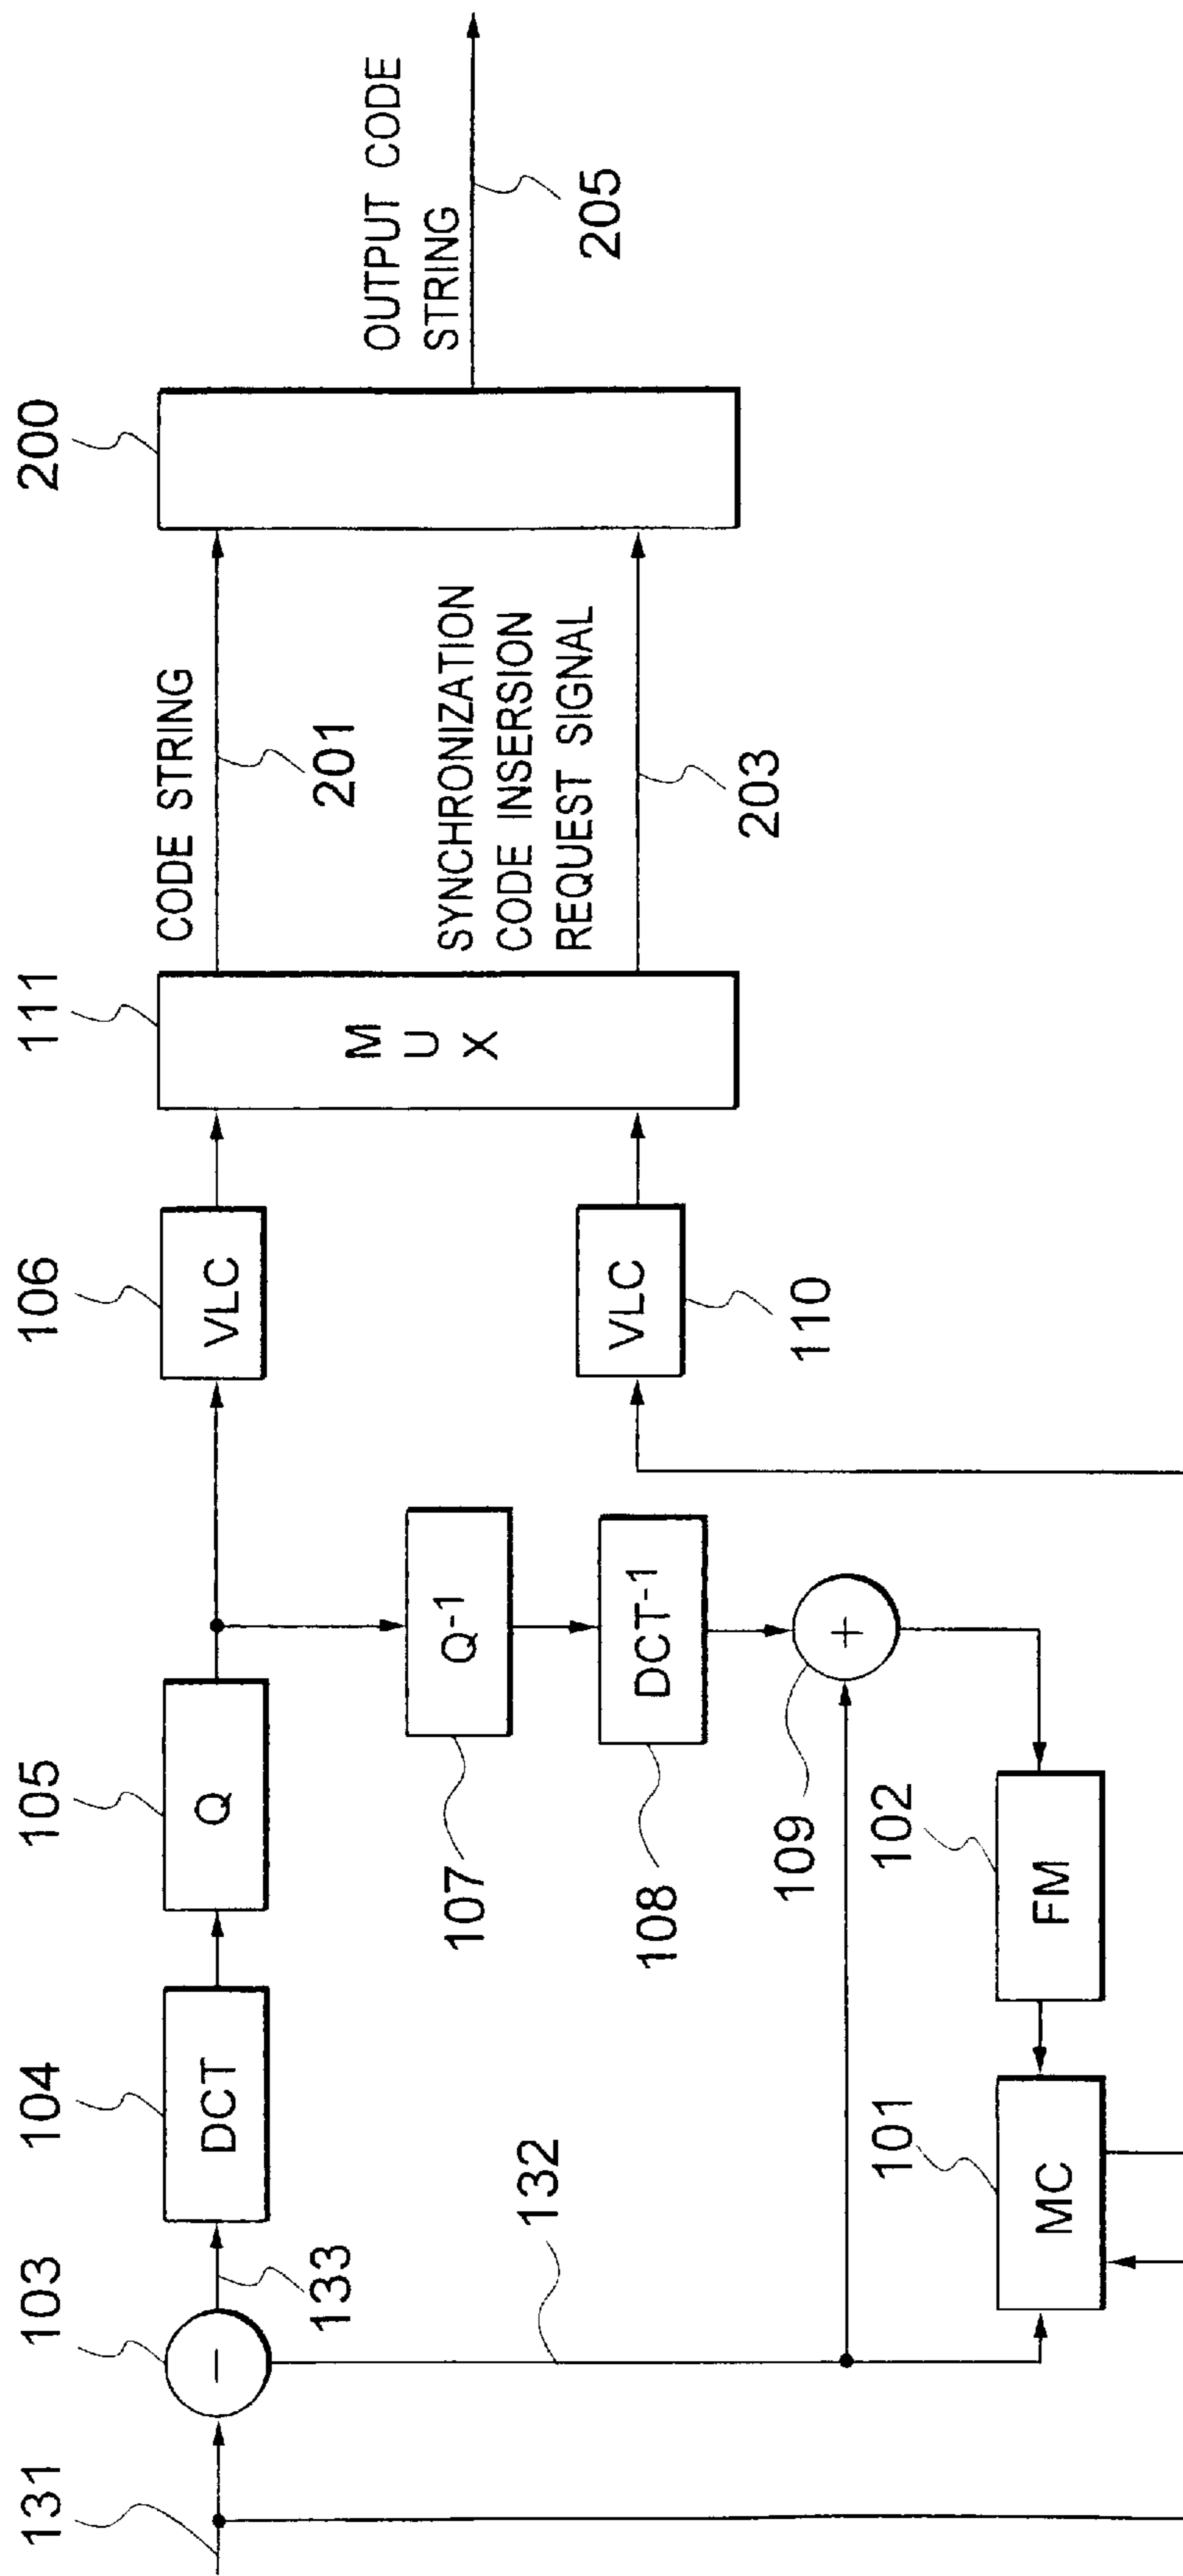 131
103
-
133
104
DCT
105
Q
106
VLC
111
M
U
X
CODE STRING
201
SYNCHRONIZATION
CODE INSERSION
REQUEST SIGNAL
203
200
OUTPUT CODE
STRING
205
132
107
Q-1
108
DCT-1
109
+
110
VLC
101
MC
102
FM